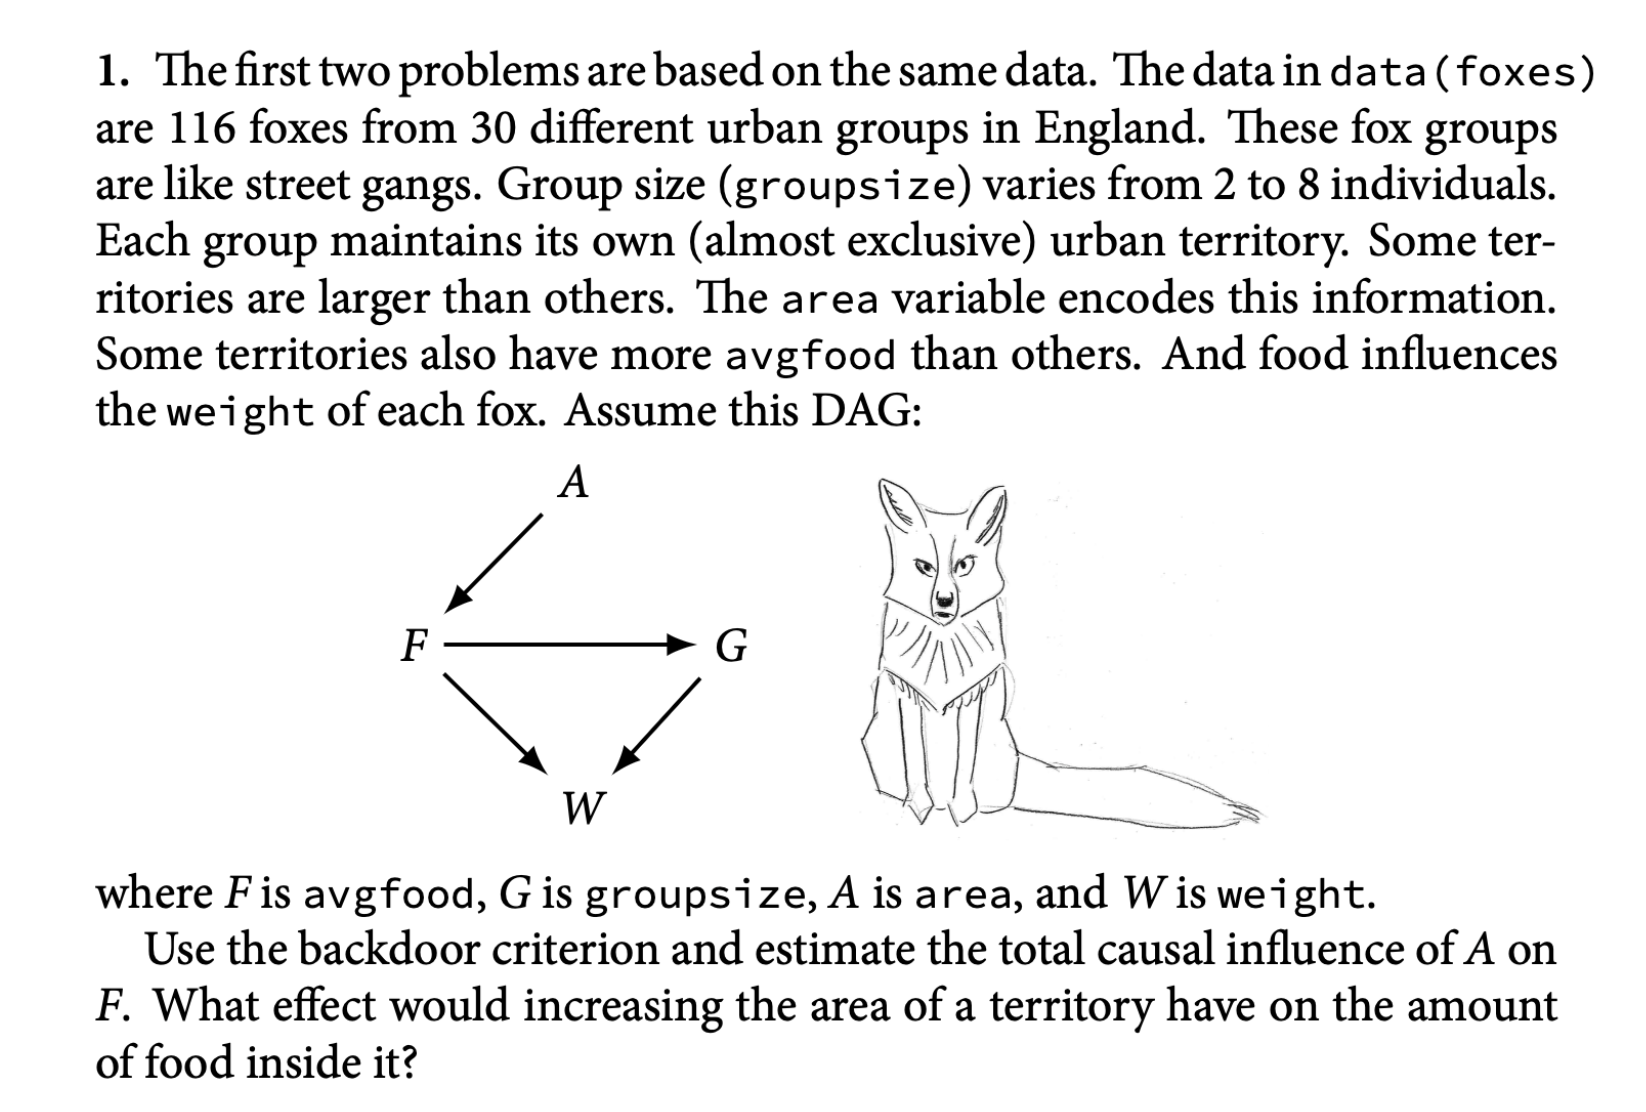 1. The first two problems are based on the same data. The data in data(foxes)
are 116 foxes from 30 different urban groups in England. These fox groups
are like street gangs. Group size (groupsize) varies from 2 to 8 individuals.
Each group maintains its own (almost exclusive) urban territory. Some ter-
ritories are larger than others. The area variable encodes this information.
Some territories also have more avgfood than others. And food influences
the weight of each fox. Assume this DAG:
A
F
G
W
where F is avgfood, G is groupsize, A is area, and W is weight.
Use the backdoor criterion and estimate the total causal influence of A on
F. What effect would increasing the area of a territory have on the amount
of food inside it?